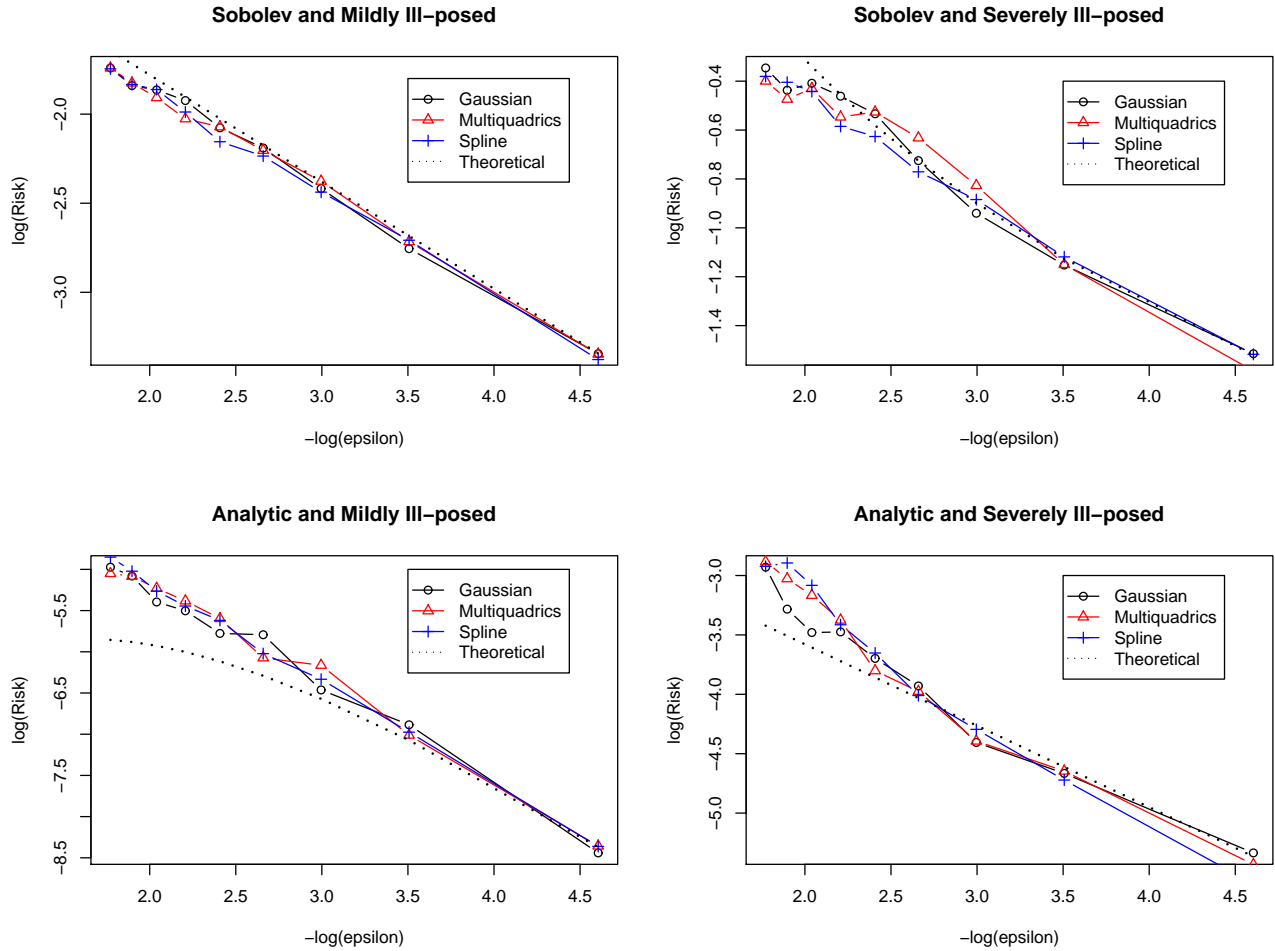 Sobolev and Mildly Ill−posed
−2.0
−2.5
−3.0
log(Risk)
Gaussian
Multiquadrics
Spline
Theoretical
2.0 2.5 3.0 3.5 4.0 4.5
−log(epsilon)
Sobolev and Severely Ill−posed
−0.4
−0.6
−0.8
−1.0
−1.2
−1.4
log(Risk)
Gaussian
Multiquadrics
Spline
Theoretical
2.0 2.5 3.0 3.5 4.0 4.5
−log(epsilon)
Analytic and Mildly Ill−posed
−5.5
−6.5
−7.5
−8.5
log(Risk)
Gaussian
Multiquadrics
Spline
Theoretical
2.0 2.5 3.0 3.5 4.0 4.5
−log(epsilon)
Analytic and Severely Ill−posed
−3.0
−3.5
−4.0
−4.5
−5.0
log(Risk)
Gaussian
Multiquadrics
Spline
Theoretical
2.0 2.5 3.0 3.5 4.0 4.5
−log(epsilon)